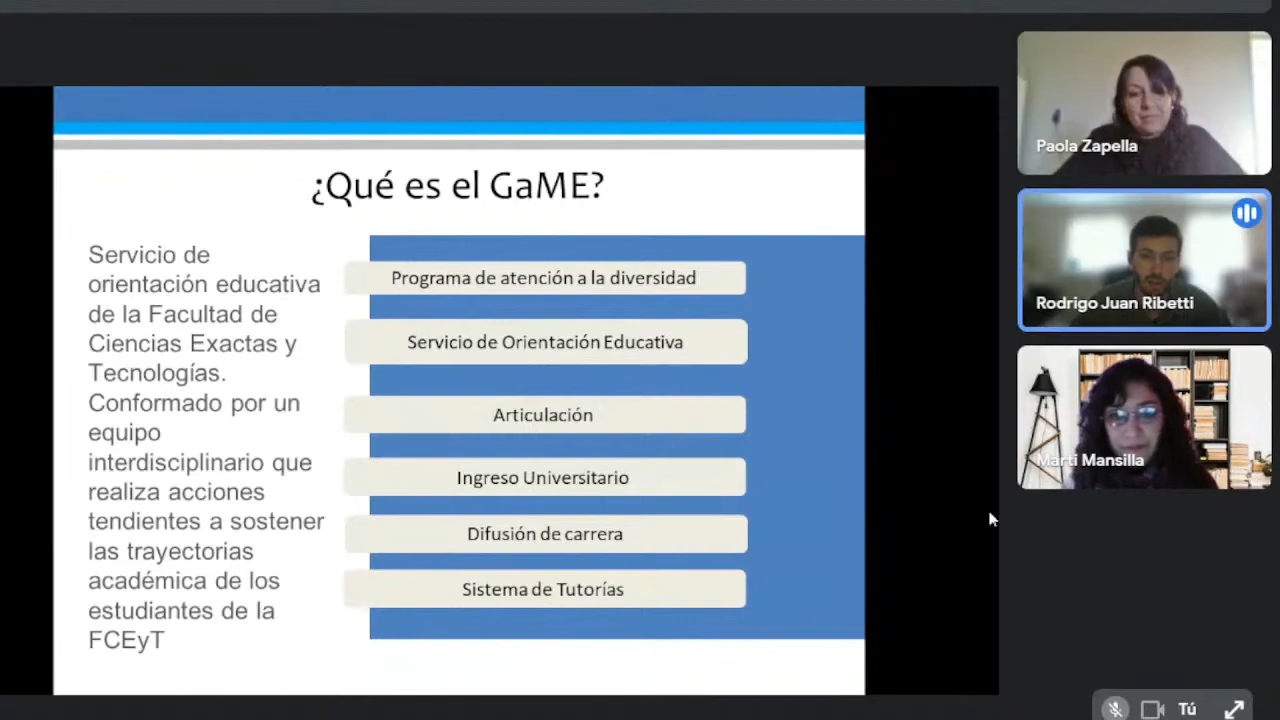 ¿Qué es el GaME?
Servicio de
orientación educativa
de la Facultad de
Ciencias Exactas y
Tecnologías.
Conformado por un
equipo
interdisciplinario que
realiza acciones
tendientes a sostener
las trayectorias
académica de los
estudiantes de la
FCEyT
Programa de atención a la diversidad
Servicio de Orientación Educativa
Articulación
Ingreso Universitario
Difusión de carrera
Sistema de Tutorías
Paola Zapella
Rodrigo Juan Ribetti
Marti Mansilla
Tú